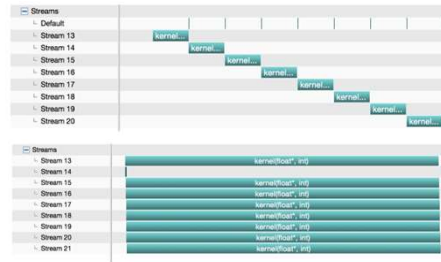 Streams
Default
Stream 13
kernel...
Stream 14
kernel...
Stream 15
kernel...
Stream 16
kernel...
Stream 17
kernel...
Stream 18
kernel...
Stream 19
kernel...
Stream 20
kernel...
Streams
Stream 13
kernel(float*, int)
Stream 14
Stream 15
kernel(float*, int)
Stream 16
kernel(float*, int)
Stream 17
kernel(float*, int)
Stream 18
kernel(float*, int)
Stream 19
kernel(float*, int)
Stream 20
kernel(float*, int)
Stream 21
kernel(float*, int)